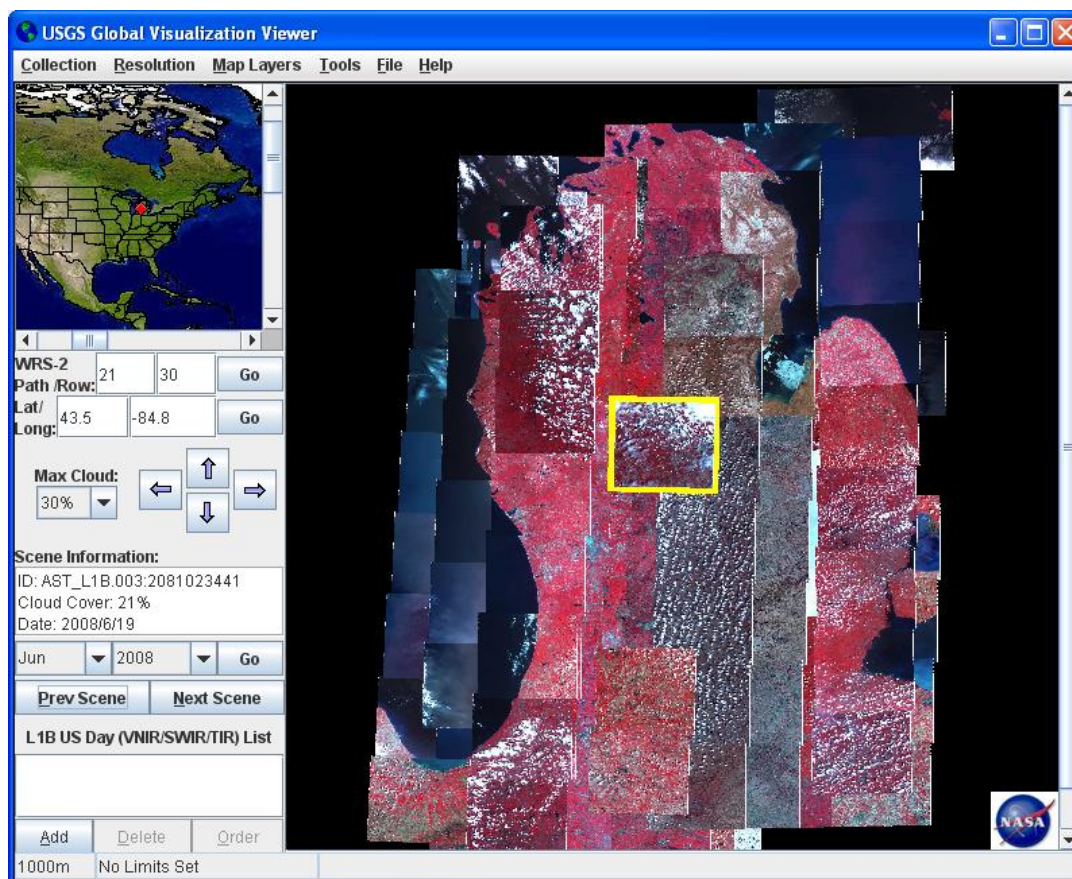 USGS Global Visualization Viewer
Collection Resolution Map Layers Tools File Help
WRS-2
Path /Row: 21 30 Go
Lat/
Long: 43.5 -84.8 Go
Max Cloud:
30%
Scene Information:
ID: AST_L1B.003:2081023441
Cloud Cover: 21%
Date: 2008/6/19
Jun 2008 Go
Prev Scene Next Scene
L1B US Day (VNIR/SWIR/TIR) List
Add Delete Order
NASA
1000m No Limits Set